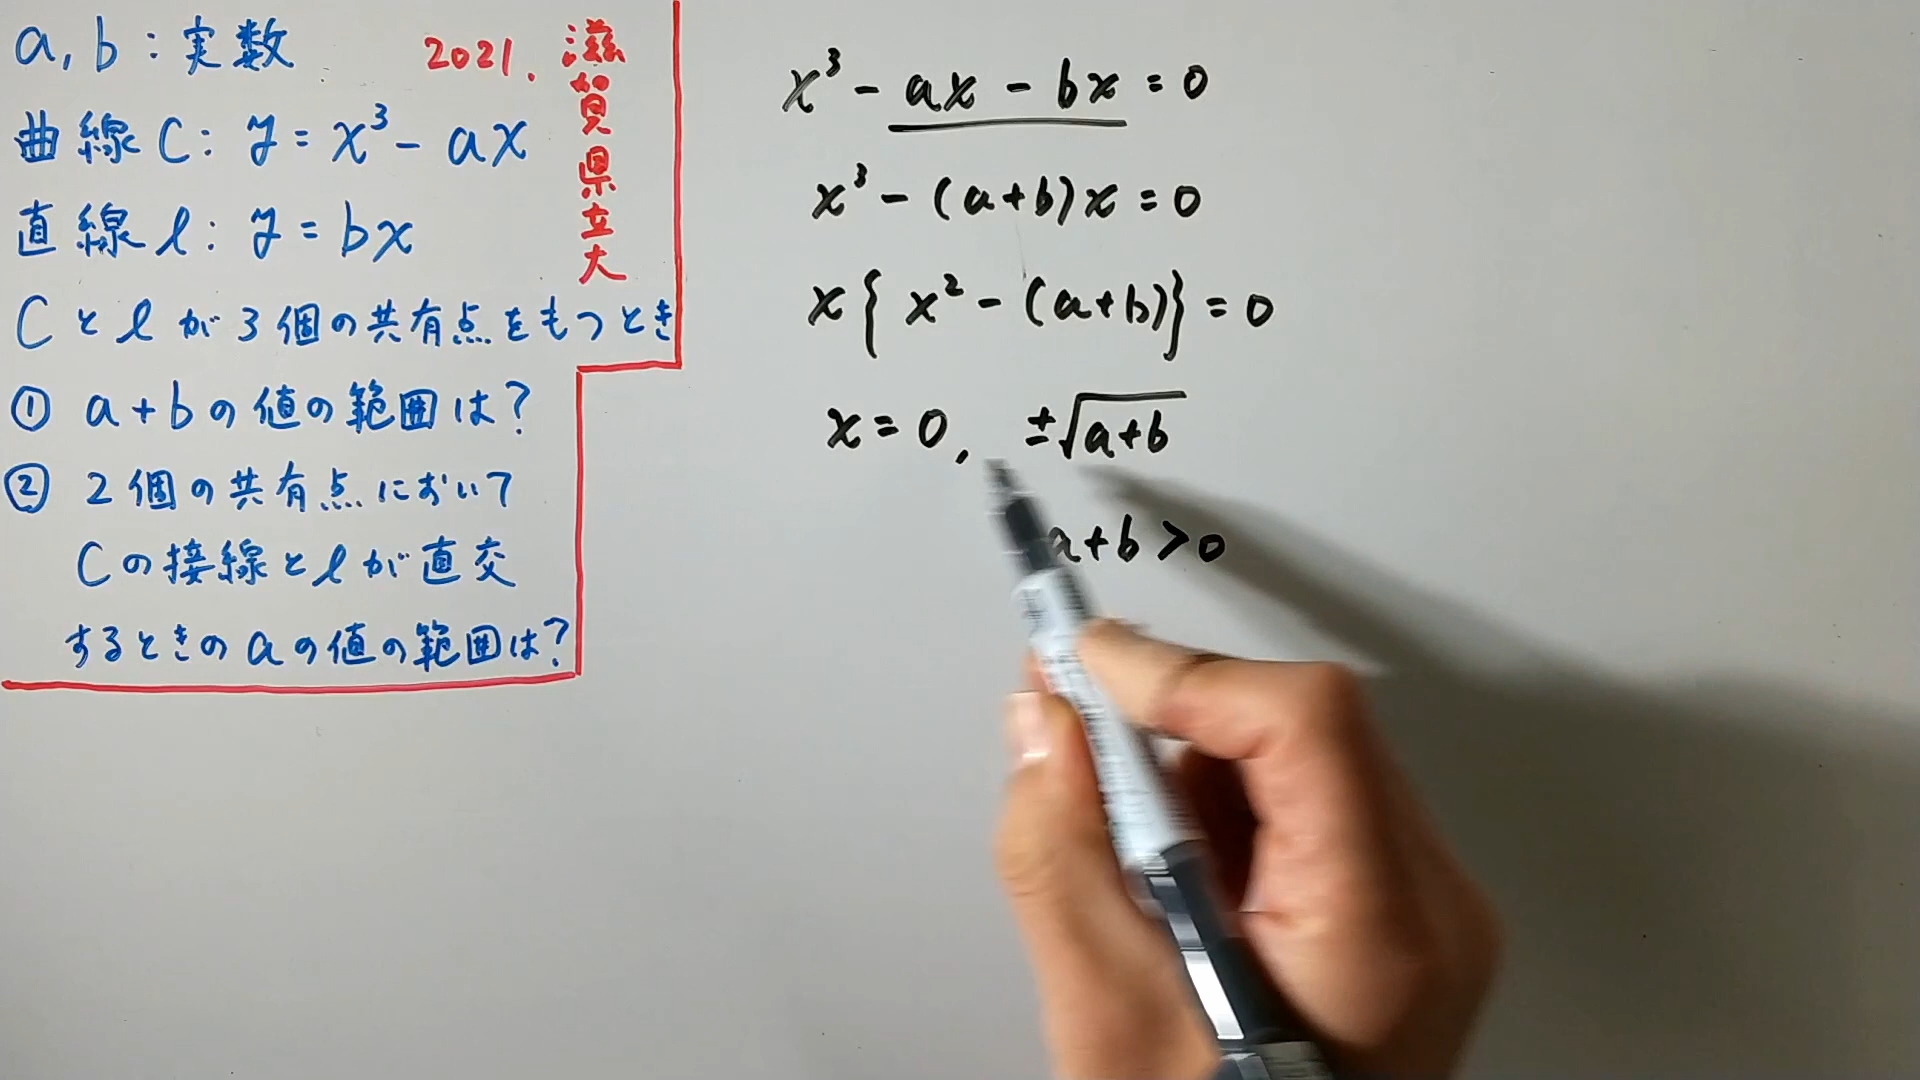 a, b : 実数
2021. 滋賀県立大
曲線 C : y = x³ - ax
直線 l : y = bx
C と l が 3 個の共有点をもつとき
① a+b の値の範囲は?
② 2個の共有点において
Cの接線と l が直交
するときの a の値の範囲は?
x³ - ax - bx = 0
x³ - (a+b)x = 0
x{ x² - (a+b)} = 0
x = 0, ±√a+b
a+b > 0